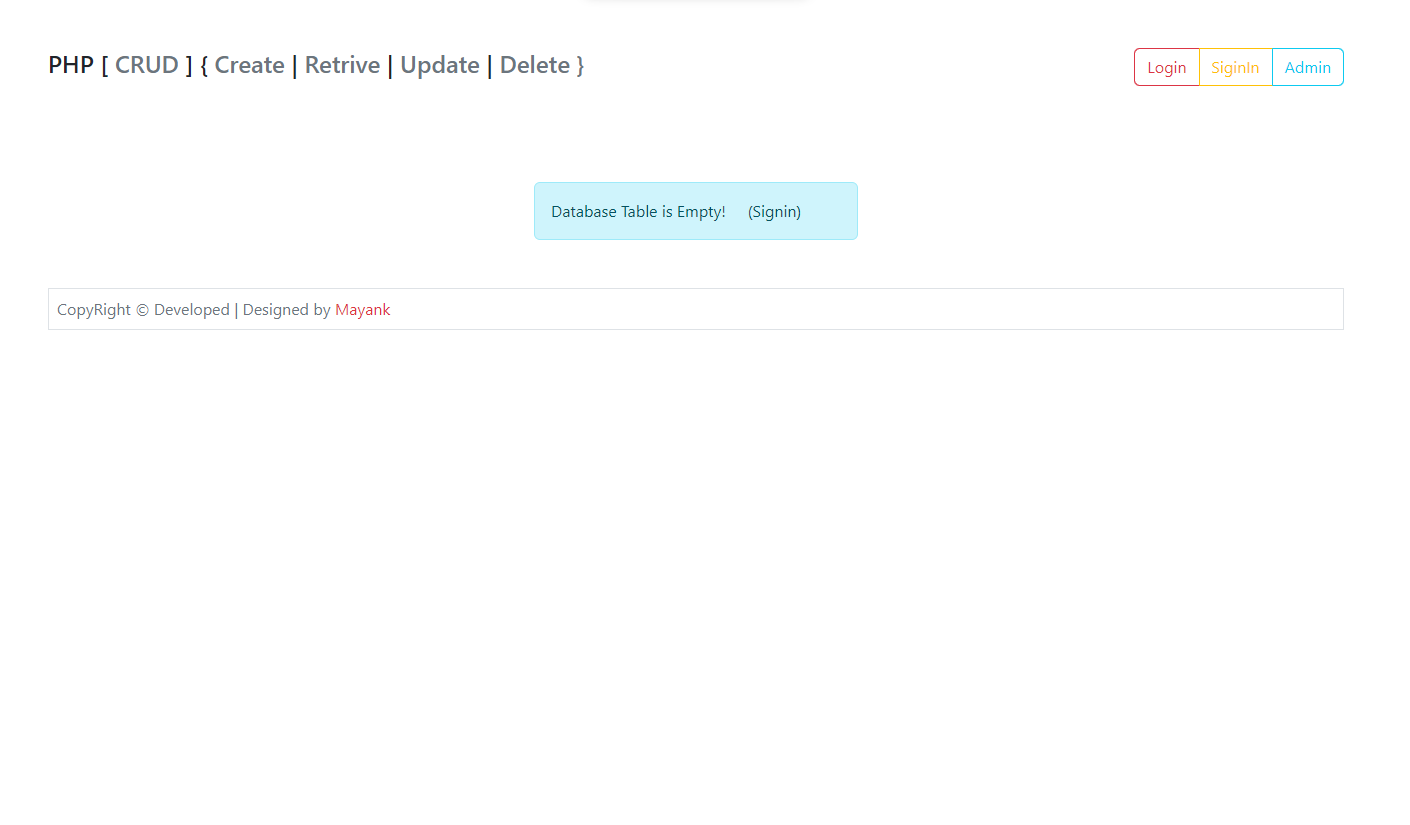 PHP [ CRUD ] { Create | Retrive | Update | Delete }
Login SiginIn Admin
Database Table is Empty! (Signin)
CopyRight © Developed | Designed by Mayank